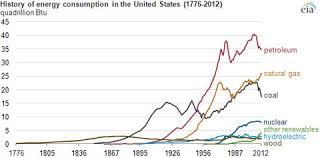 History of energy consumption in the United States (1776-2012)
quadrillion Btu
eia
45
40
35
30
25
20
15
10
5
0
petroleum
natural gas
coal
nuclear
other renewables
hydroelectric
wood
1776 1805 1836 1866 1896 1926 1956 1987 2012